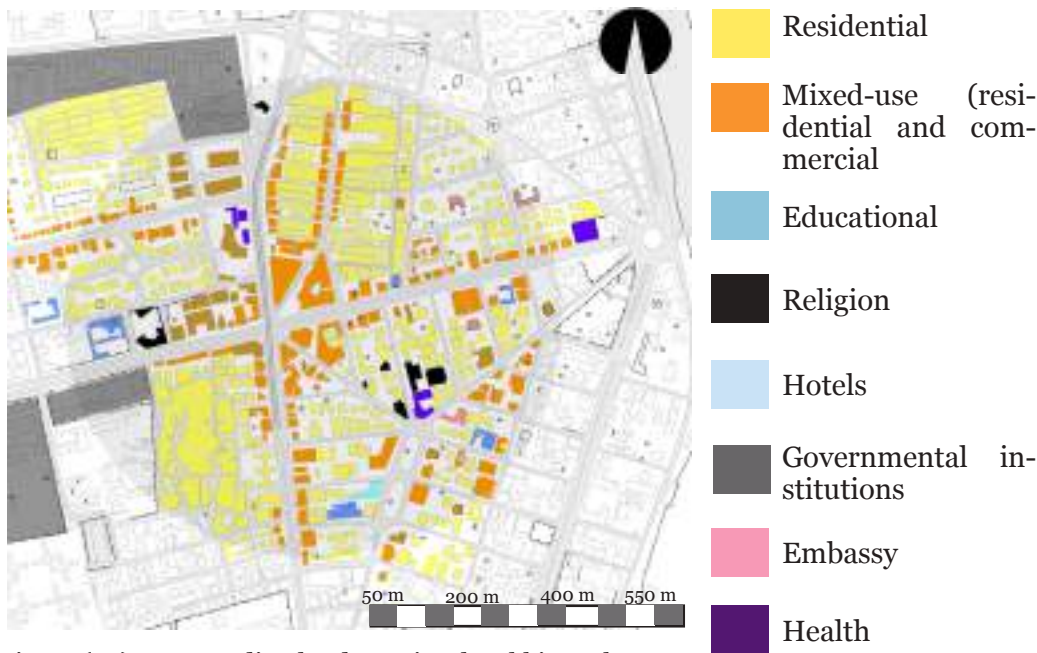 Residential
Mixed-use (resi-
dential and com-
mercial
Educational
Religion
Hotels
Governmental in-
stitutions
Embassy
Health
50 m 200 m 400 m 550 m